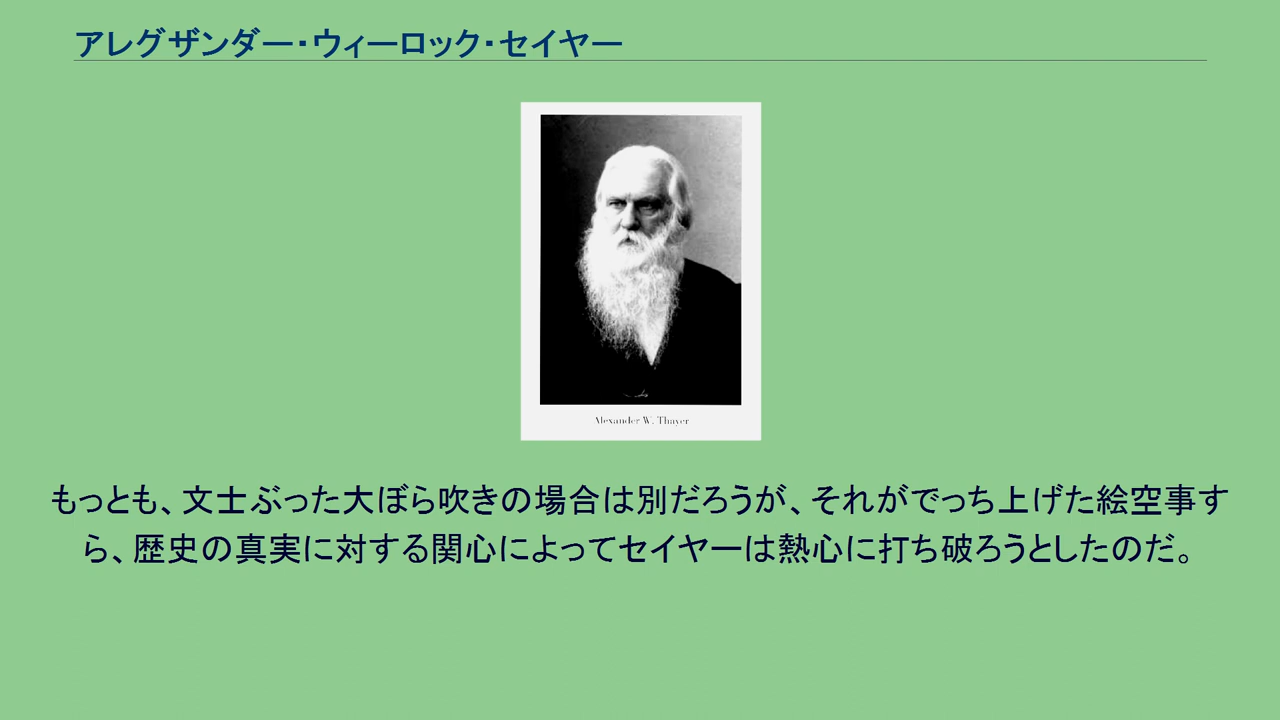 アレグザンダー・ウィーロック・セイヤー
Alexander W. Thayer
もっとも、文士ぶった大ぼら吹きの場合は別だろうが、それがでっち上げた絵空事す
ら、歴史の真実に対する関心によってセイヤーは熱心に打ち破ろうとしたのだ。